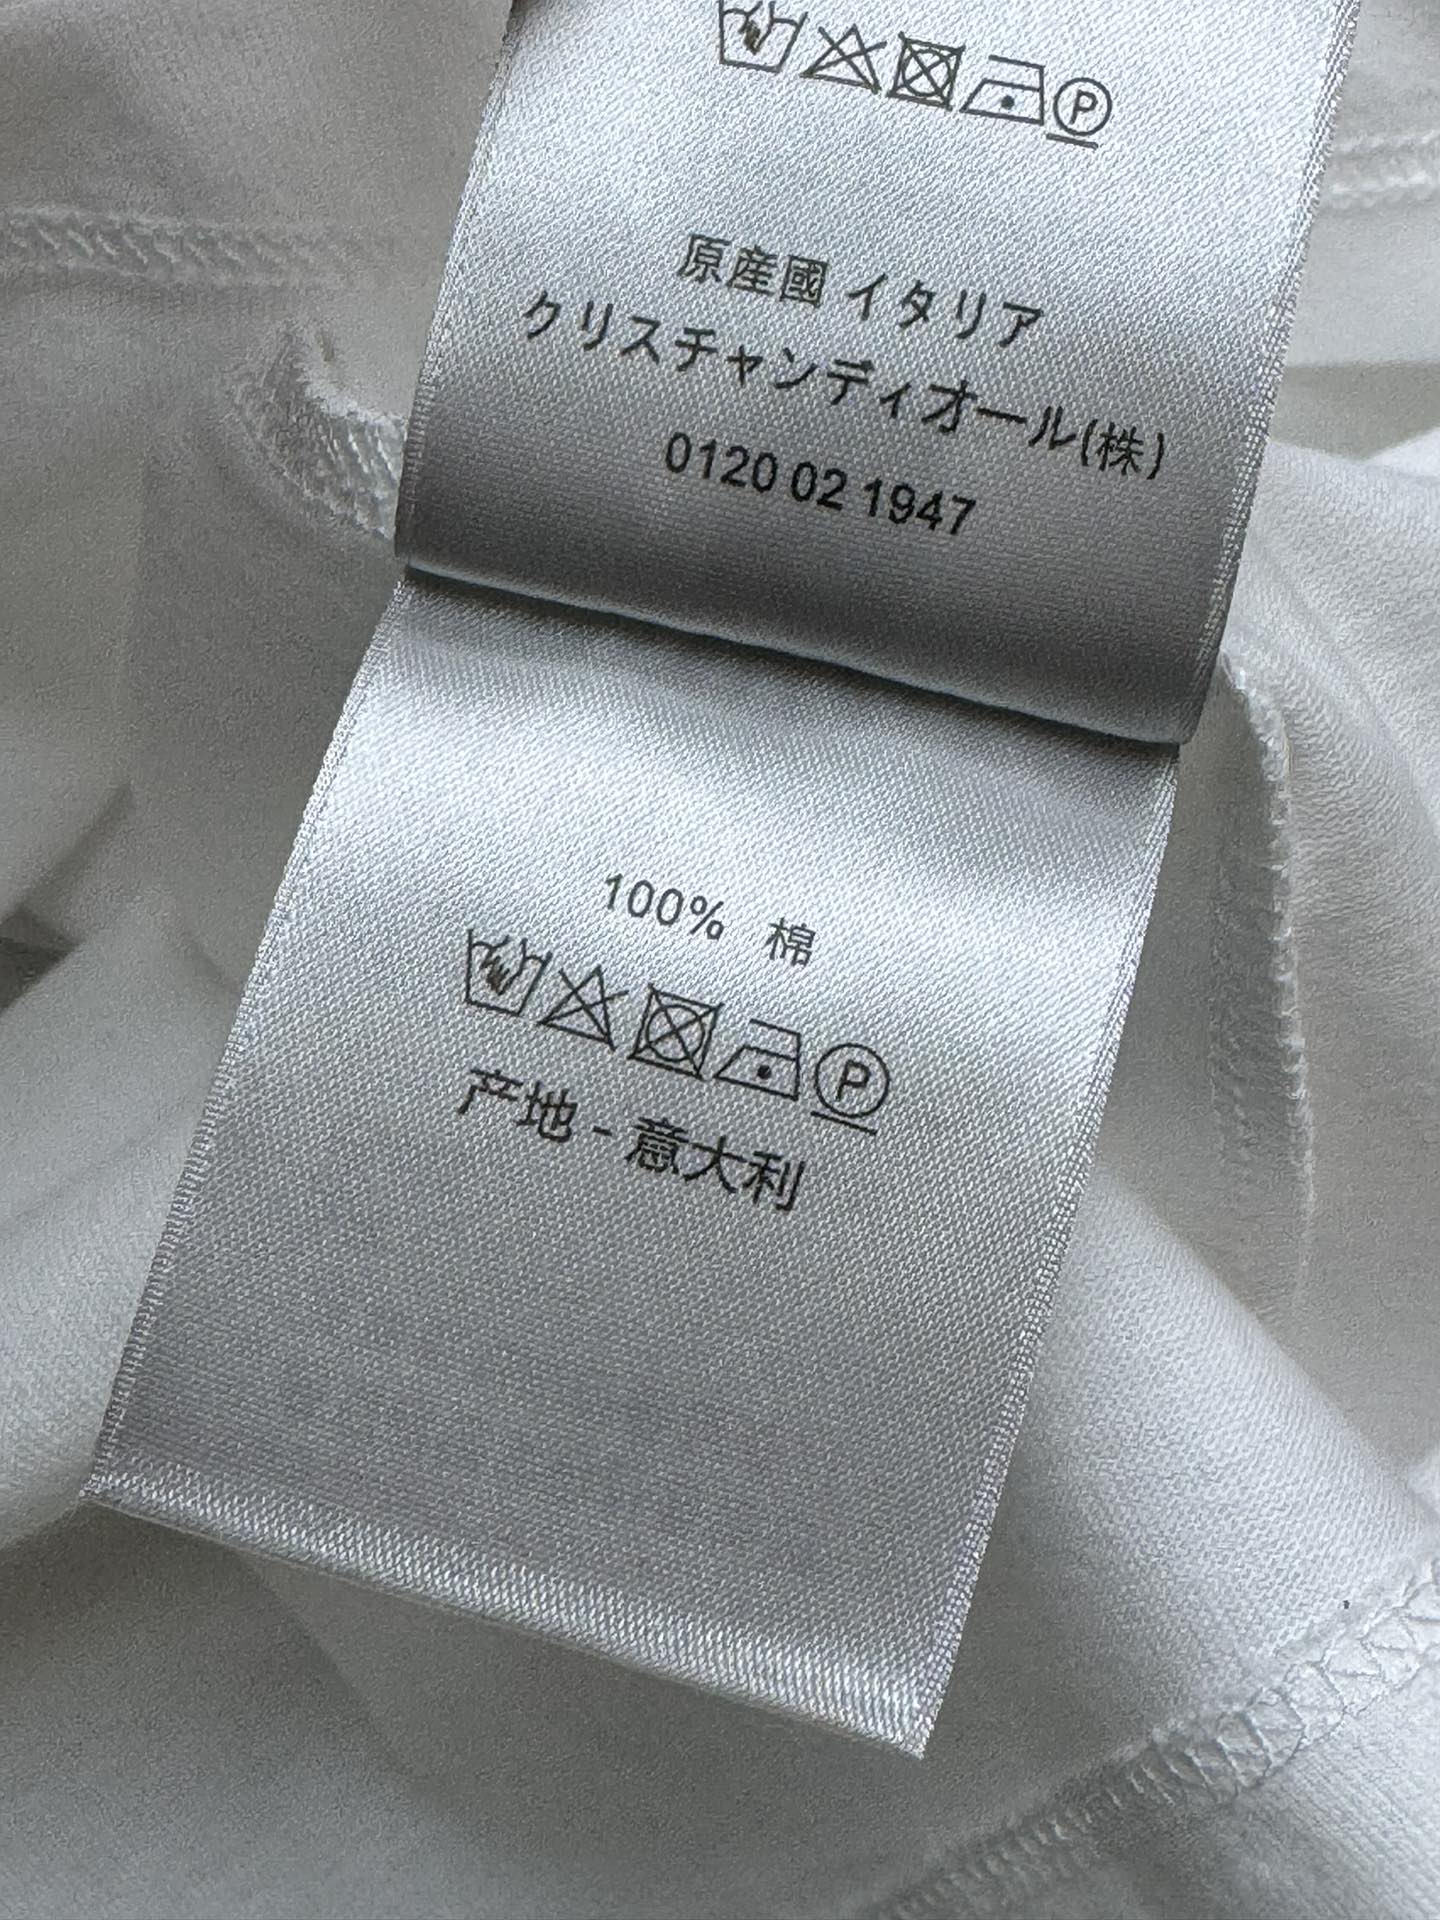 P
原産國 イタリア
クリスチャンディオール(株)
0120 02 1947
100% 棉
P
产地 - 意大利